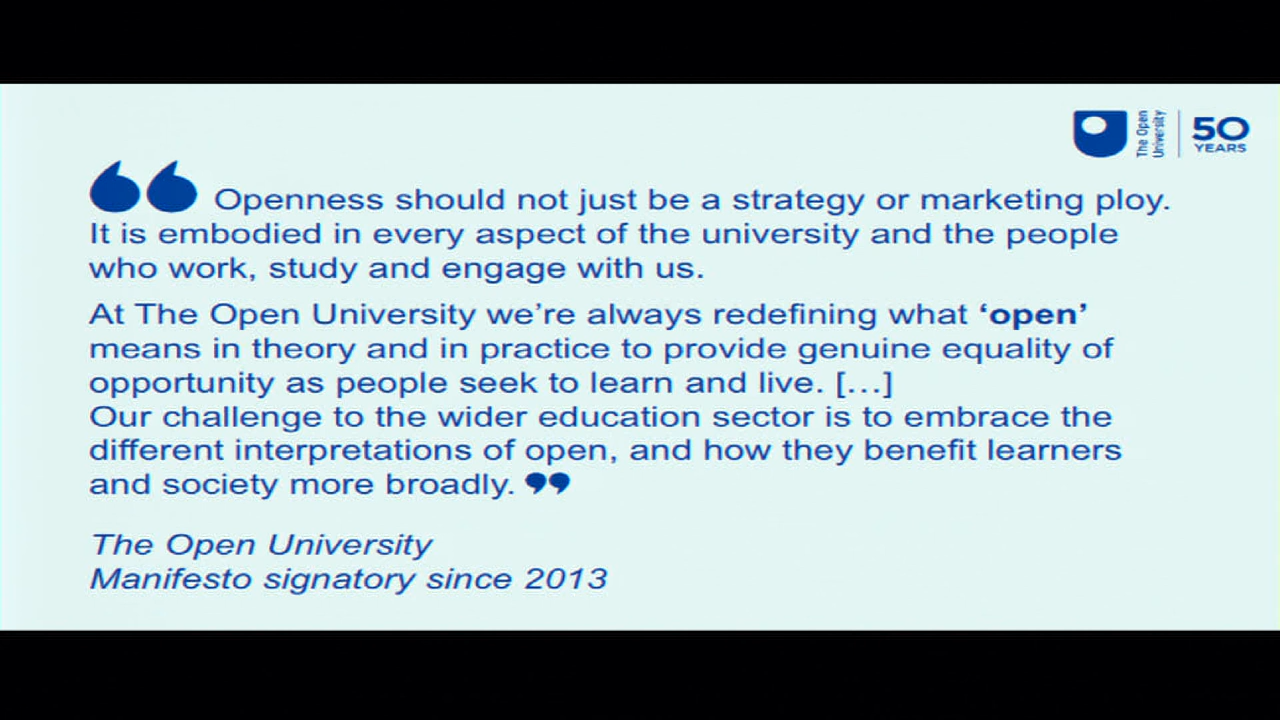 The Open
University
50
YEARS
“ Openness should not just be a strategy or marketing ploy.
It is embodied in every aspect of the university and the people
who work, study and engage with us.
At The Open University we’re always redefining what ‘open’
means in theory and in practice to provide genuine equality of
opportunity as people seek to learn and live. […]
Our challenge to the wider education sector is to embrace the
different interpretations of open, and how they benefit learners
and society more broadly. ”
The Open University
Manifesto signatory since 2013